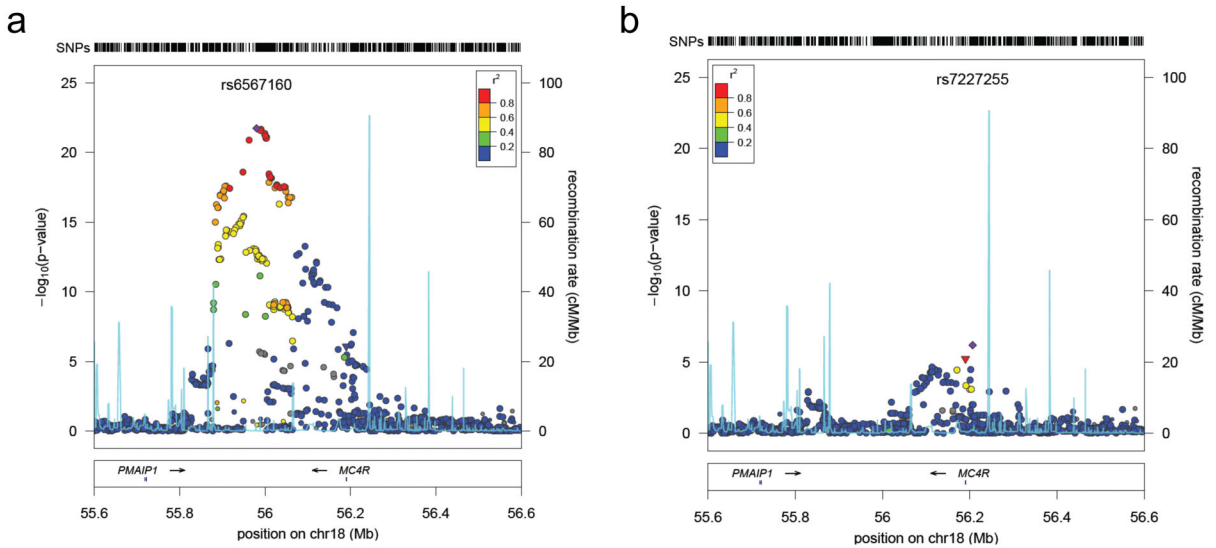 a
SNPs
rs6567160
r²
0.8
0.6
0.4
0.2
25
20
15
10
5
0
−log₁₀(p−value)
100
80
60
40
20
0
recombination rate (cM/Mb)
PMAIP1 → ← MC4R
55.6 55.8 56 56.2 56.4 56.6
position on chr18 (Mb)
b
SNPs
rs7227255
r²
0.8
0.6
0.4
0.2
25
20
15
10
5
0
−log₁₀(p−value)
100
80
60
40
20
0
recombination rate (cM/Mb)
PMAIP1 → ← MC4R
55.6 55.8 56 56.2 56.4 56.6
position on chr18 (Mb)